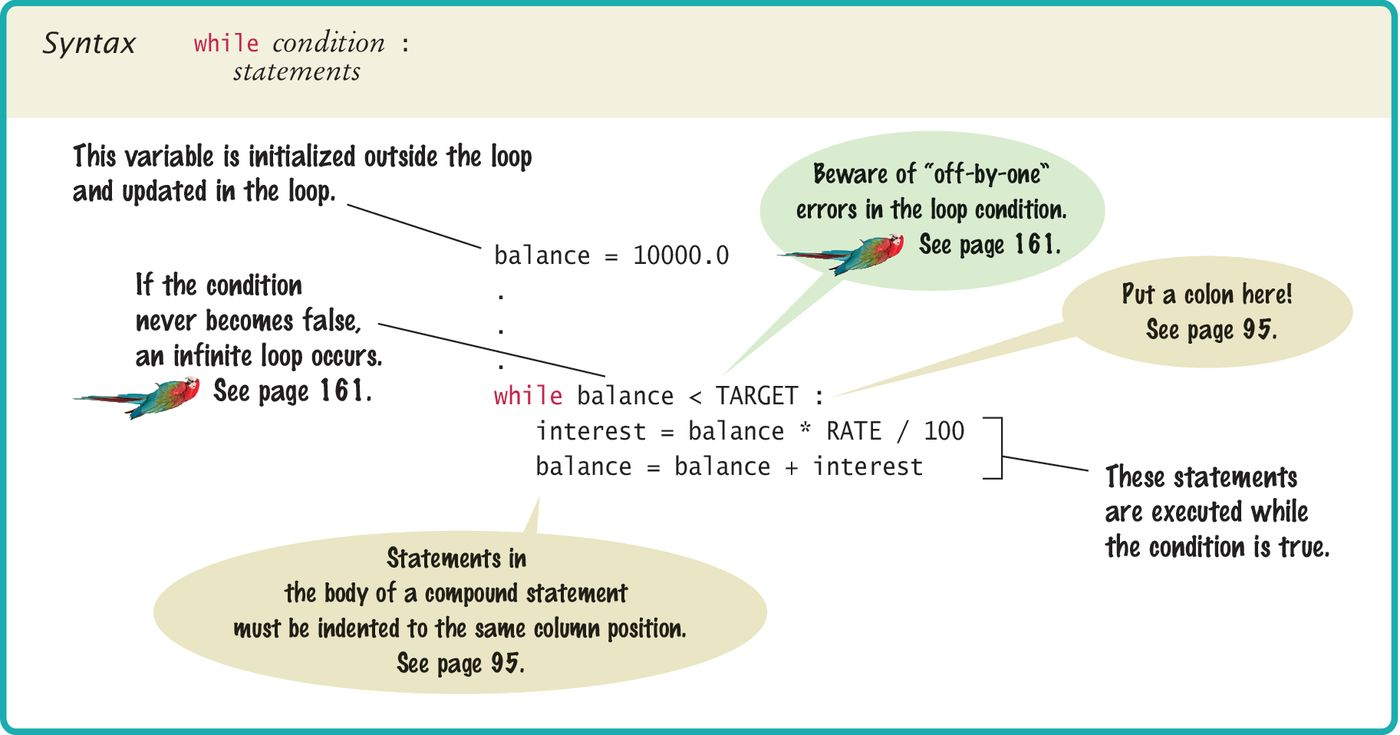 Syntax
while condition :
statements
This variable is initialized outside the loop
and updated in the loop.
balance = 10000.0
.
.
.
If the condition
never becomes false,
an infinite loop occurs.
See page 161.
Beware of “off-by-one“
errors in the loop condition.
See page 161.
Put a colon here!
See page 95.
while balance < TARGET :
interest = balance * RATE / 100
balance = balance + interest
These statements
are executed while
the condition is true.
Statements in
the body of a compound statement
must be indented to the same column position.
See page 95.